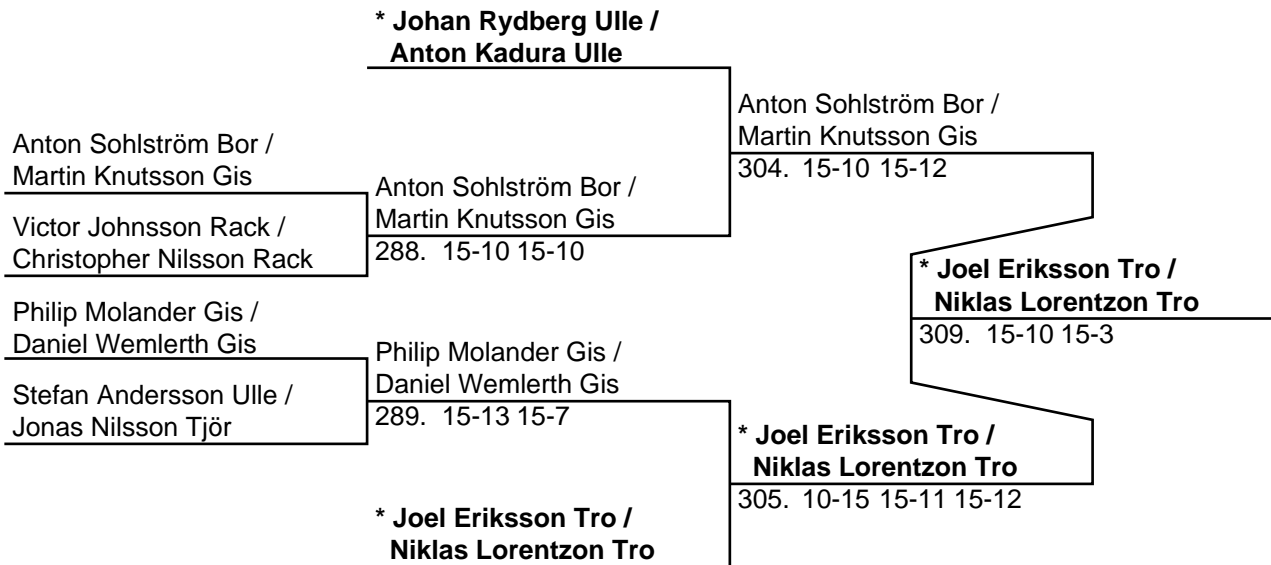 * Johan Rydberg Ulle /
Anton Kadura Ulle
Anton Sohlström Bor /
Martin Knutsson Gis
304. 15-10 15-12
Anton Sohlström Bor /
Martin Knutsson Gis
Anton Sohlström Bor /
Martin Knutsson Gis
288. 15-10 15-10
Victor Johnsson Rack /
Christopher Nilsson Rack
* Joel Eriksson Tro /
Niklas Lorentzon Tro
309. 15-10 15-3
Philip Molander Gis /
Daniel Wemlerth Gis
Philip Molander Gis /
Daniel Wemlerth Gis
289. 15-13 15-7
Stefan Andersson Ulle /
Jonas Nilsson Tjör
* Joel Eriksson Tro /
Niklas Lorentzon Tro
305. 10-15 15-11 15-12
* Joel Eriksson Tro /
Niklas Lorentzon Tro